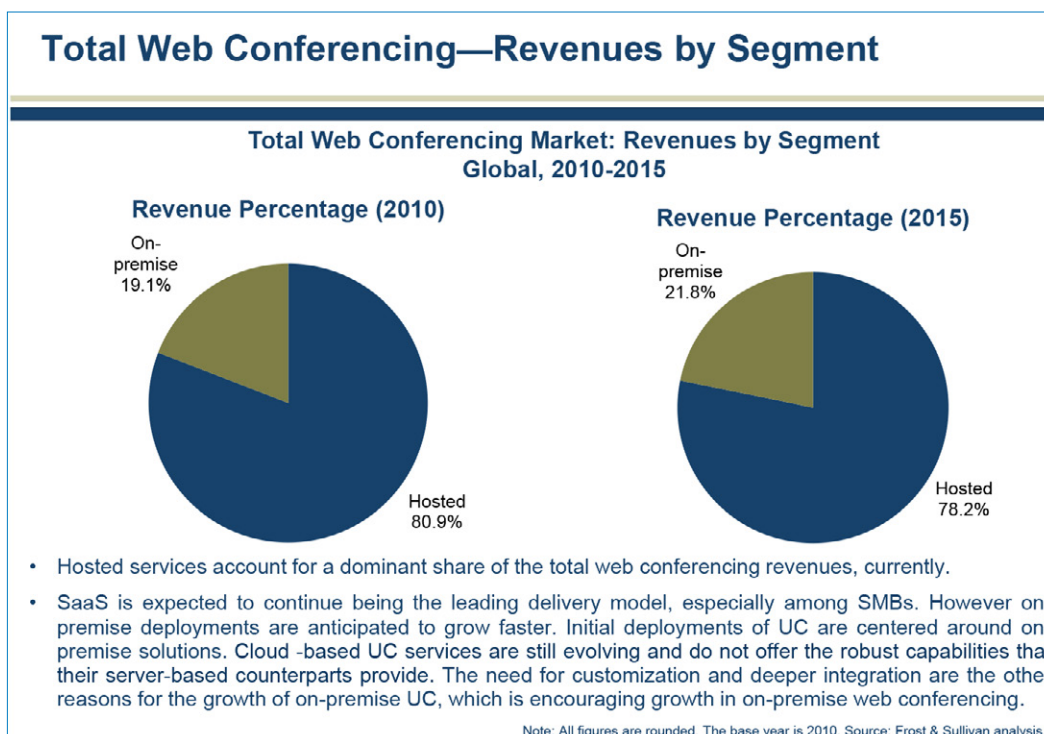 Total Web Conferencing—Revenues by Segment
Total Web Conferencing Market: Revenues by Segment
Global, 2010-2015
Revenue Percentage (2010)
On-
premise
19.1%
Hosted
80.9%
Revenue Percentage (2015)
On-
premise
21.8%
Hosted
78.2%
• Hosted services account for a dominant share of the total web conferencing revenues, currently.
• SaaS is expected to continue being the leading delivery model, especially among SMBs. However on
premise deployments are anticipated to grow faster. Initial deployments of UC are centered around on
premise solutions. Cloud -based UC services are still evolving and do not offer the robust capabilities tha
their server-based counterparts provide. The need for customization and deeper integration are the othe
reasons for the growth of on-premise UC, which is encouraging growth in on-premise web conferencing.
Note: All figures are rounded. The base year is 2010. Source: Frost & Sullivan analysis